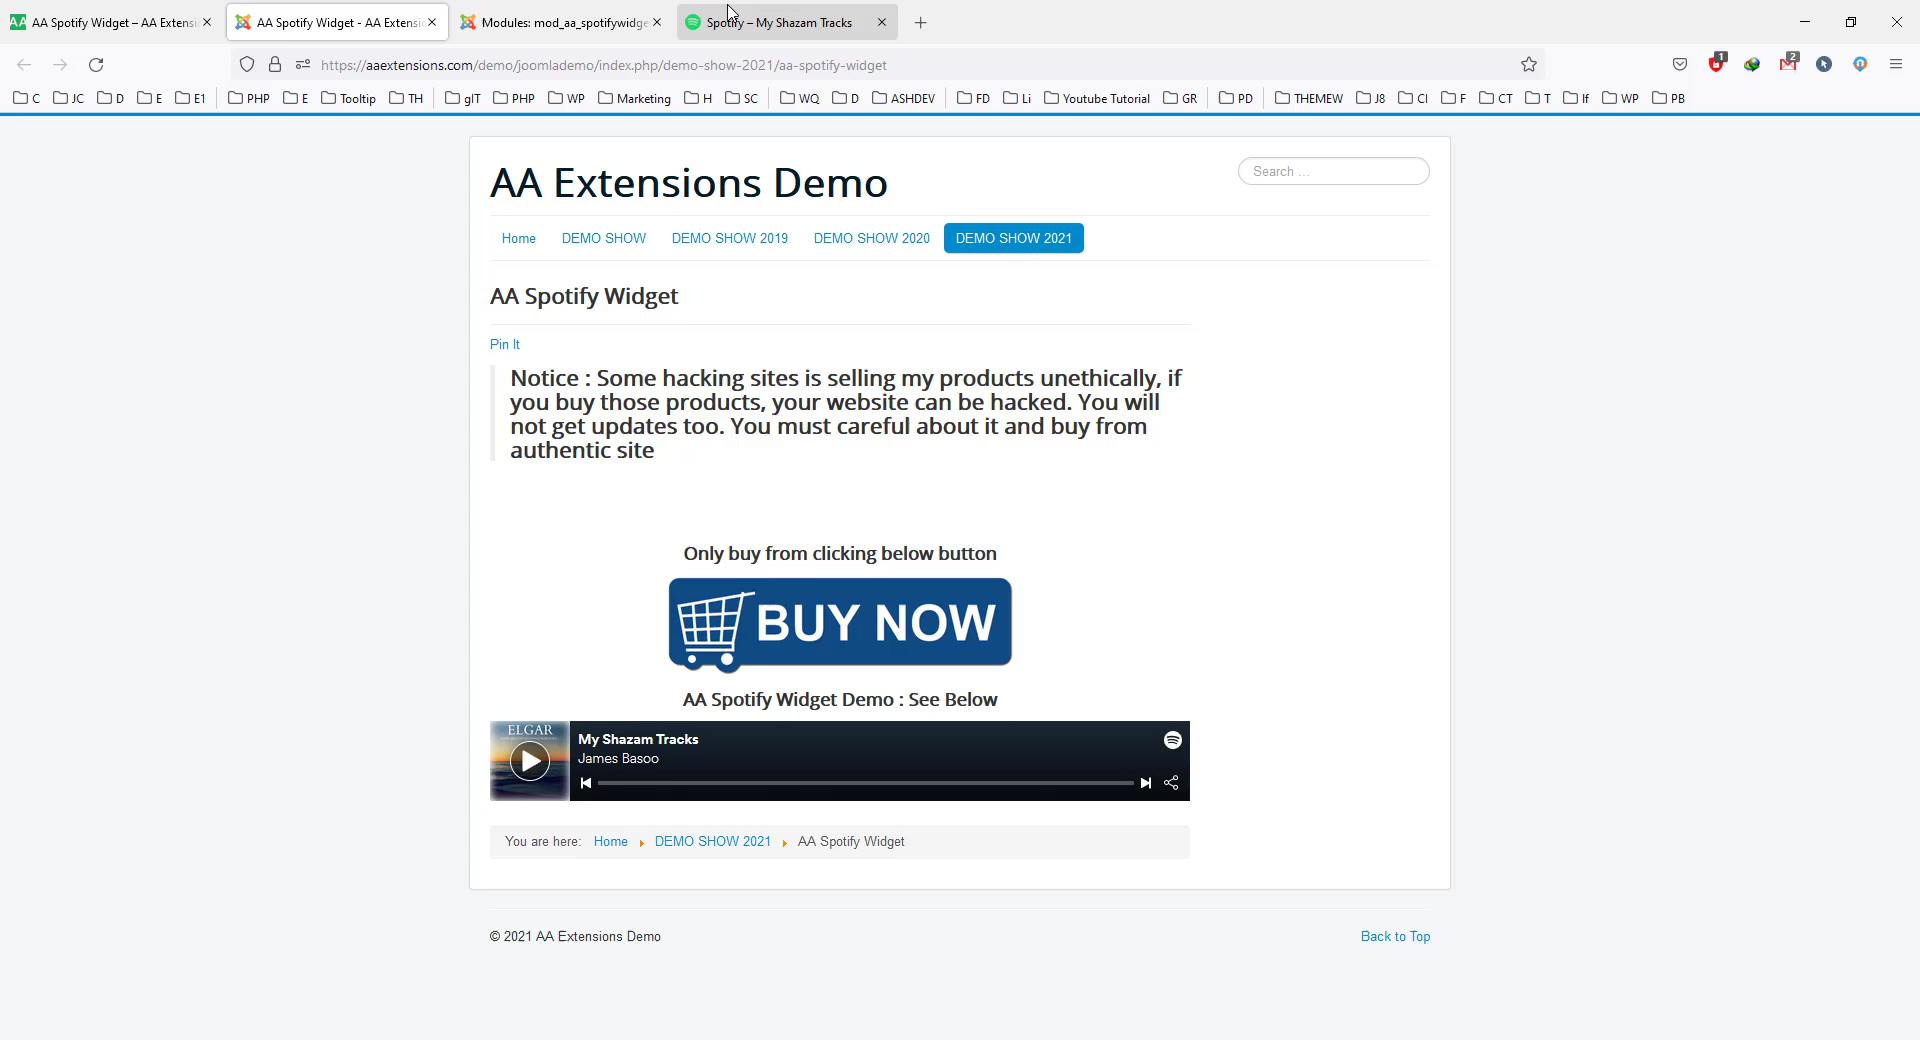 AA Spotify Widget – AA Extensi
AA Spotify Widget - AA Extensi
Modules: mod_aa_spotifywidge
Spotify – My Shazam Tracks
https://aaextensions.com/demo/joomlademo/index.php/demo-show-2021/aa-spotify-widget
1
2
C JC D E E1 PHP E Tooltip TH gIT PHP WP Marketing H SC WQ D ASHDEV FD Li Youtube Tutorial GR PD THEMEW J8 CI F CT T If WP PB
AA Extensions Demo
Search ...
Home DEMO SHOW DEMO SHOW 2019 DEMO SHOW 2020 DEMO SHOW 2021
AA Spotify Widget
Pin It
Notice : Some hacking sites is selling my products unethically, if
you buy those products, your website can be hacked. You will
not get updates too. You must careful about it and buy from
authentic site
Only buy from clicking below button
BUY NOW
AA Spotify Widget Demo : See Below
ELGAR
My Shazam Tracks
James Basoo
You are here: Home DEMO SHOW 2021 AA Spotify Widget
© 2021 AA Extensions Demo
Back to Top